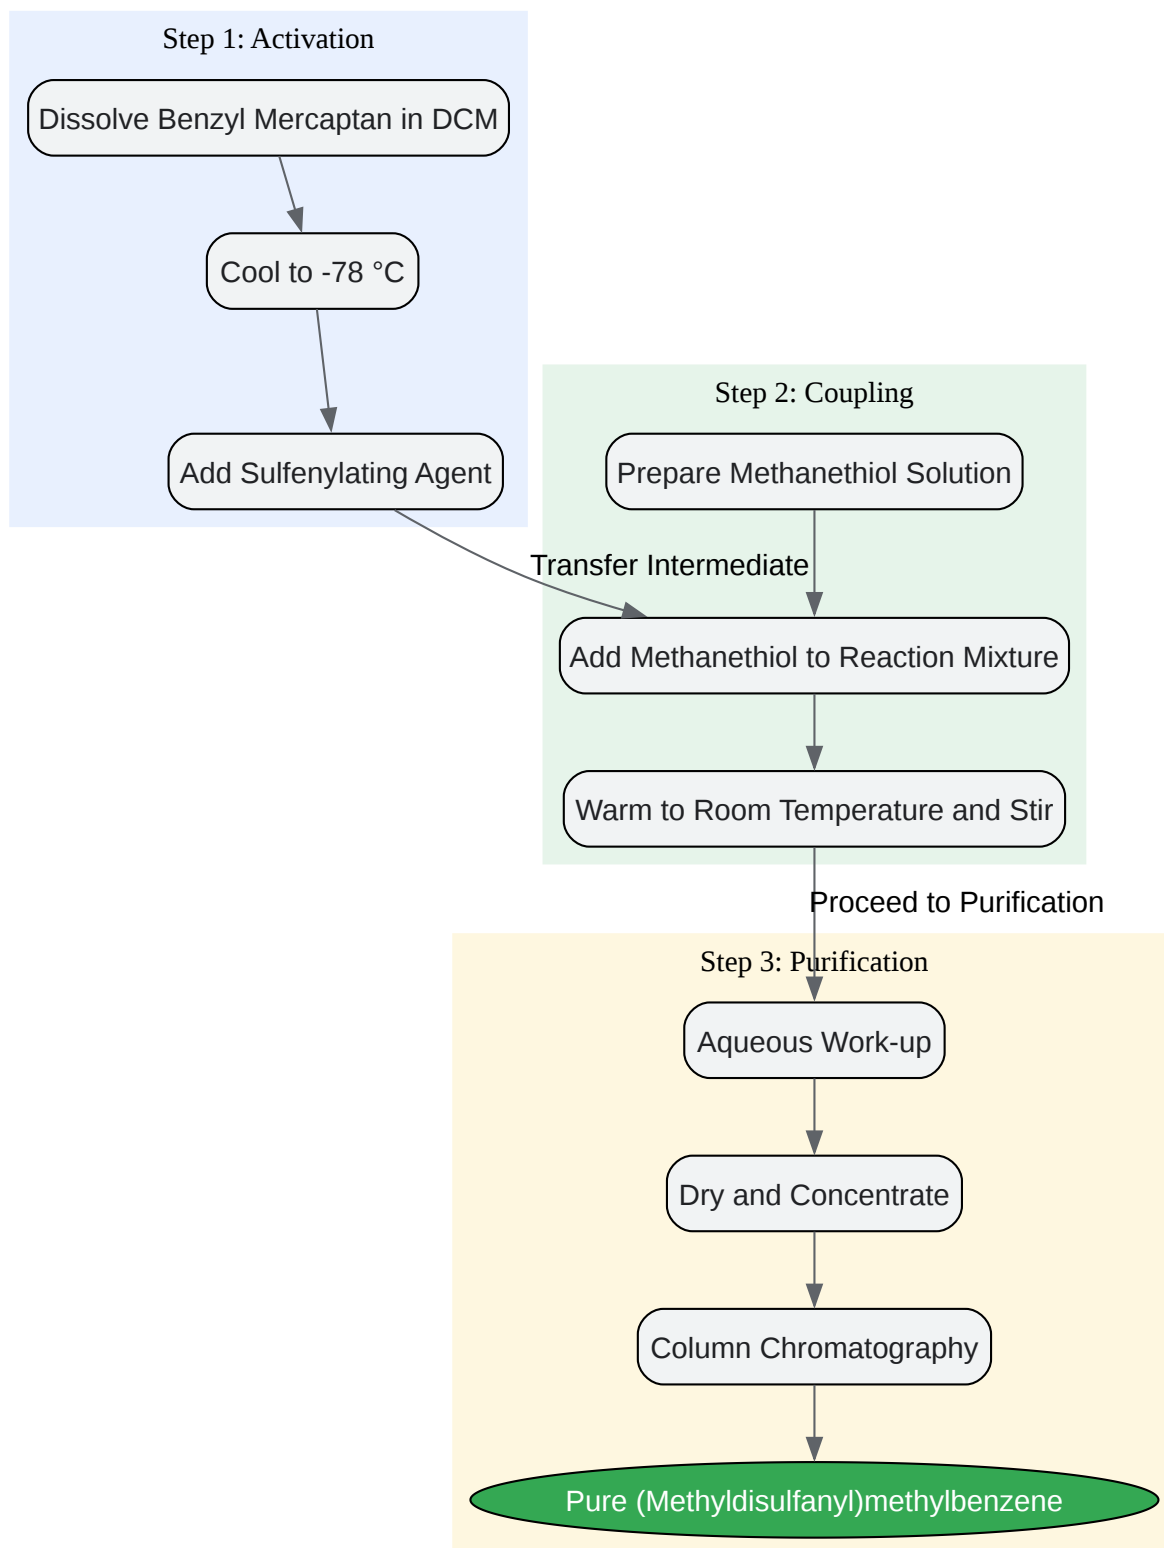 Step 1: Activation
Dissolve Benzyl Mercaptan in DCM
Cool to -78 °C
Add Sulfenylating Agent
Step 2: Coupling
Prepare Methanethiol Solution
Transfer Intermediate
Add Methanethiol to Reaction Mixture
Warm to Room Temperature and Stir
Proceed to Purification
Step 3: Purification
Aqueous Work-up
Dry and Concentrate
Column Chromatography
Pure (Methyldisulfanyl)methylbenzene